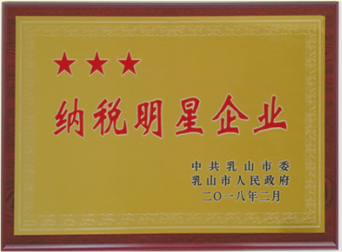 ★★★
纳税明星企业
中共乳山市委
乳山市人民政府
二〇一八年二月